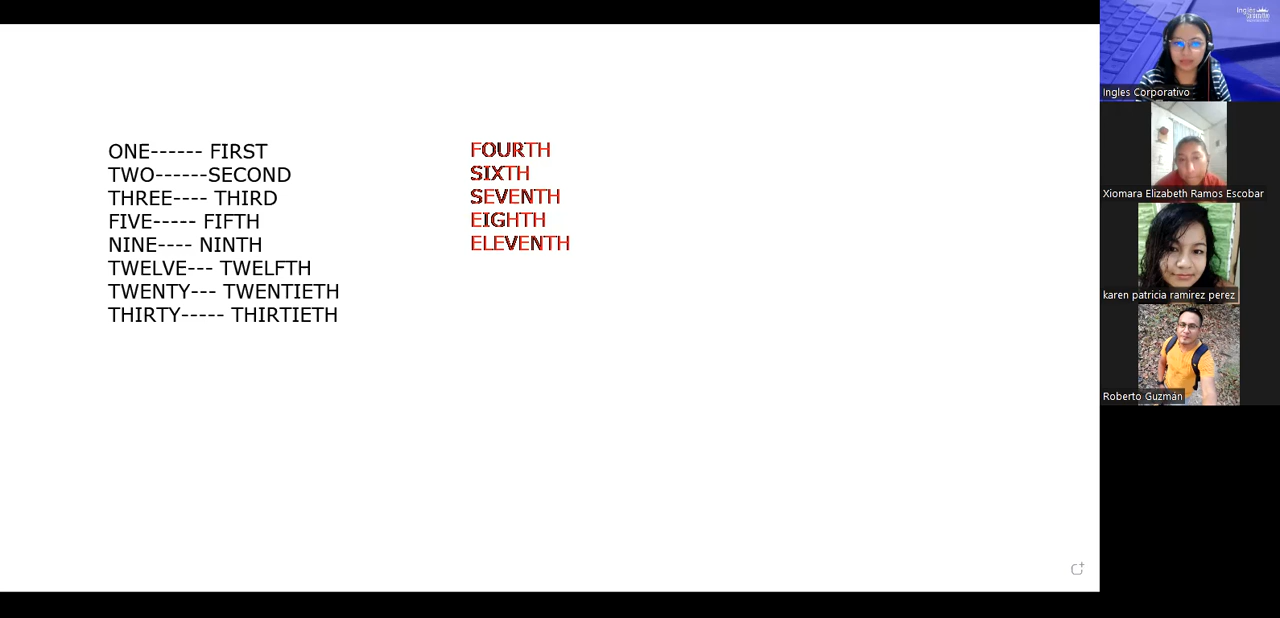 ONE------ FIRST
TWO------SECOND
THREE---- THIRD
FIVE----- FIFTH
NINE---- NINTH
TWELVE--- TWELFTH
TWENTY--- TWENTIETH
THIRTY----- THIRTIETH
FOURTH
SIXTH
SEVENTH
EIGHTH
ELEVENTH
Ingles Corporativo
Xiomara Elizabeth Ramos Escobar
karen patricia ramirez perez
Roberto Guzmán